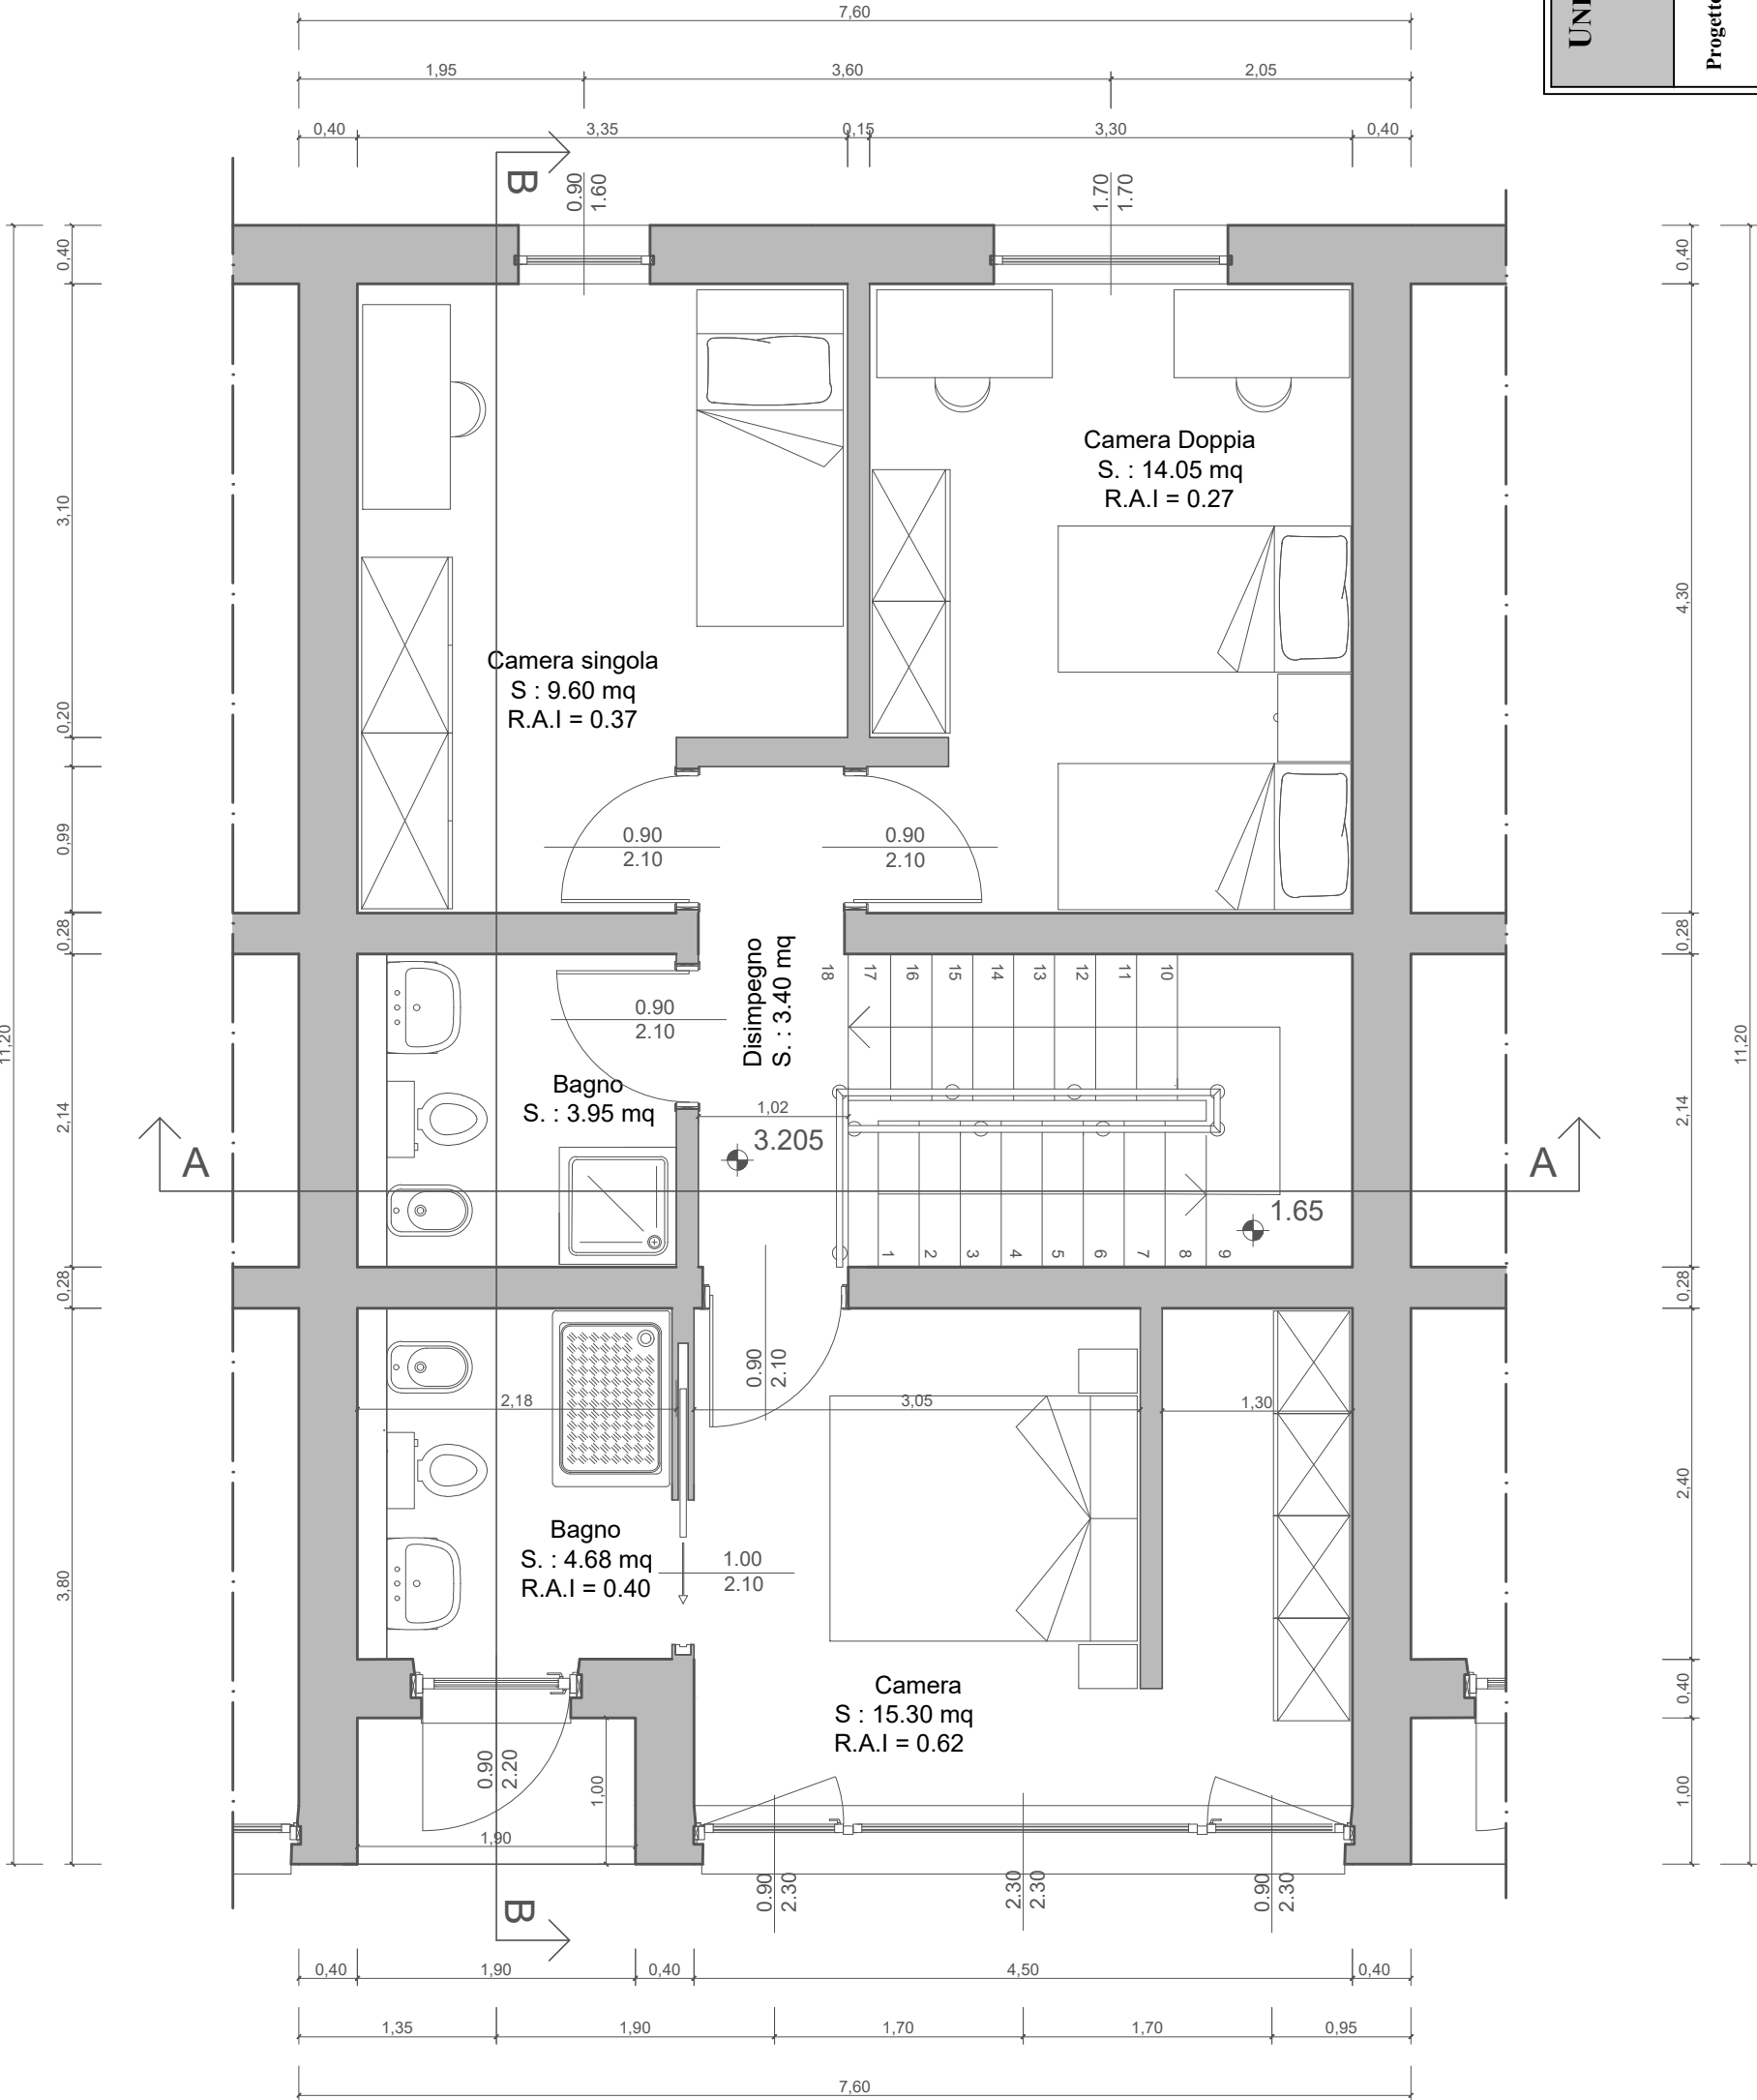 7,60
1,95 3,60 2,05
0,40 3,35 0,15 3,30 0,40
UNI
Progetto
B
0.90
1.60
1.70
1.70
0,40
3,10
0,20
0,99
0,28
2,14
0,28
3,80
11,20
0,40
4,30
0,28
2,14
0,28
2,40
0,40
1,00
11,20
Camera Doppia
S. : 14.05 mq
R.A.I = 0.27
Camera singola
S : 9.60 mq
R.A.I = 0.37
0.90
2.10
0.90
2.10
Disimpegno
S. : 3.40 mq
18 17 16 15 14 13 12 11 10
0.90
2.10
Bagno
S. : 3.95 mq
1,02
3.205
A
A
1.65
1 2 3 4 5 6 7 8 9
0.90
2.10
2,18 3,05 1,30
Bagno
S. : 4.68 mq
R.A.I = 0.40
1.00
2.10
Camera
S : 15.30 mq
R.A.I = 0.62
0.90
2.20
1,00
1,90
0.90
2.30
2.30
2.30
0.90
2.30
B
0,40 1,90 0,40 4,50 0,40
1,35 1,90 1,70 1,70 0,95
7,60